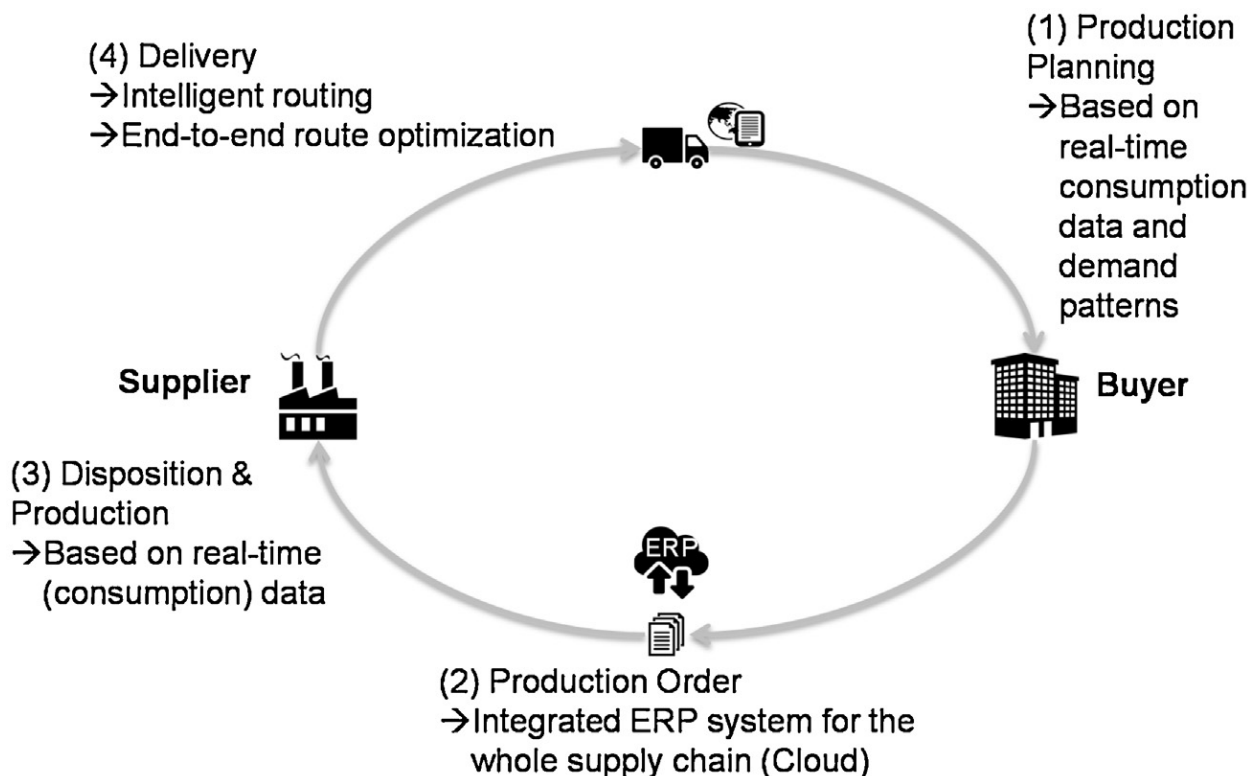 (4) Delivery
→Intelligent routing
→End-to-end route optimization
(1) Production
Planning
→Based on
real-time
consumption
data and
demand
patterns
Supplier
Buyer
(3) Disposition &
Production
→Based on real-time
(consumption) data
ERP
(2) Production Order
→Integrated ERP system for the
whole supply chain (Cloud)